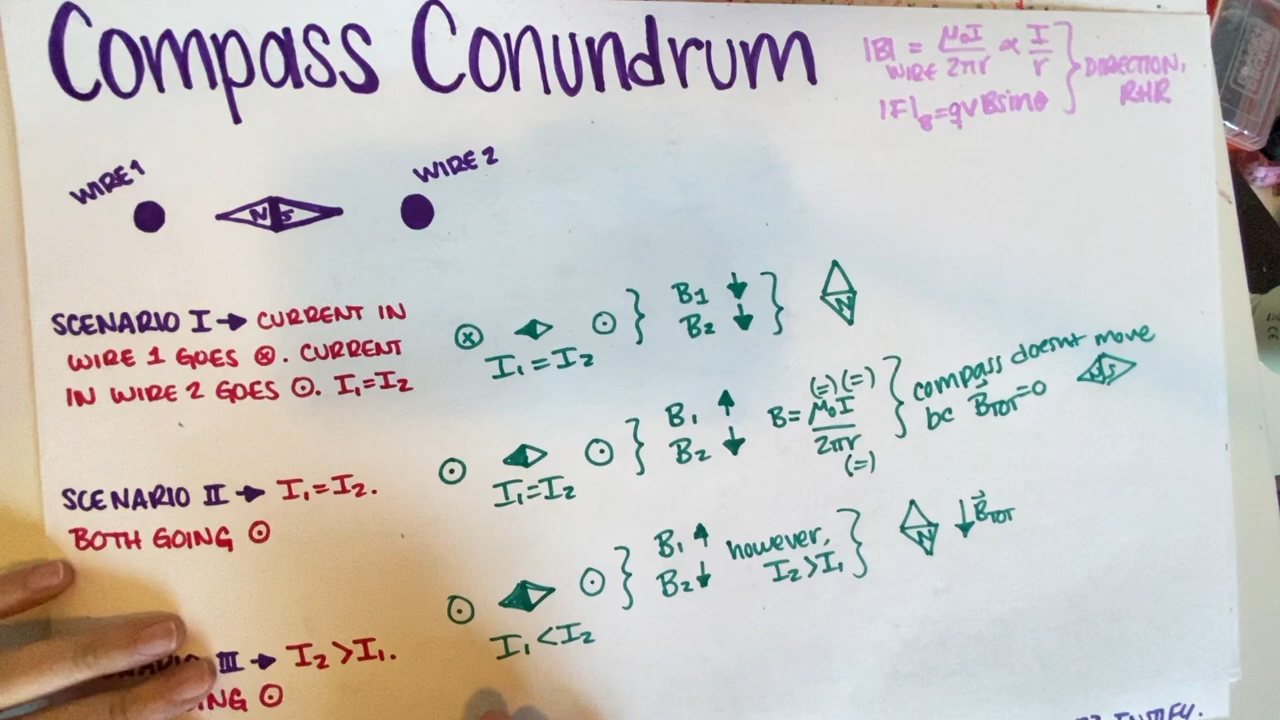 Compass Conundrum
|B| = μ₀I/2πr ∝ I/r
WIRE
|F|_B = qvBsinθ
DIRECTION,
RHR
WIRE 1
WIRE 2
N S
SCENARIO I → CURRENT IN
WIRE 1 GOES ⊗. CURRENT
IN WIRE 2 GOES ⊙. I₁=I₂
⊗ ⊙ } B₁ ↓ }
B₂ ↓
N
I₁=I₂
SCENARIO II → I₁=I₂.
BOTH GOING ⊙
⊙ ⊙ } B₁ ↑
B₂ ↓
I₁=I₂
(=)(=)
B= μ₀I/2πr
(=)
} compass doesnt move
bc B⃗TOT=0
N S
III → I₂>I₁.
ING ⊙
⊙ ⊙ } B₁ ↑ however,
B₂ ↓ I₂>I₁ }
N ↓B⃗TOT
I₁<I₂